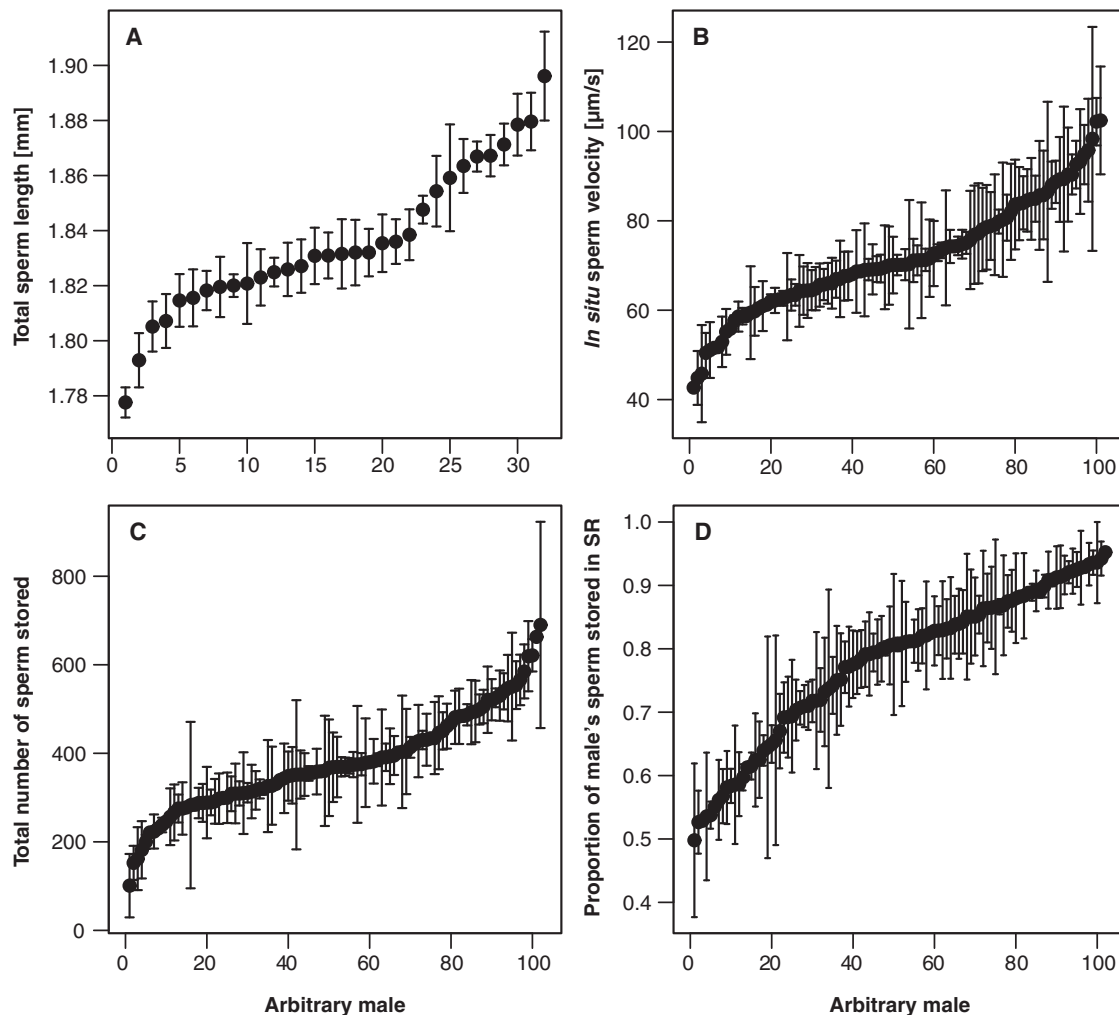 A
Total sperm length [mm]
1.90
1.88
1.86
1.84
1.82
1.80
1.78
0 5 10 15 20 25 30
B
In situ sperm velocity [µm/s]
120
100
80
60
40
0 20 40 60 80 100
C
Total number of sperm stored
800
600
400
200
0
0 20 40 60 80 100
Arbitrary male
D
Proportion of male's sperm stored in SR
1.0
0.9
0.8
0.7
0.6
0.5
0.4
0 20 40 60 80 100
Arbitrary male